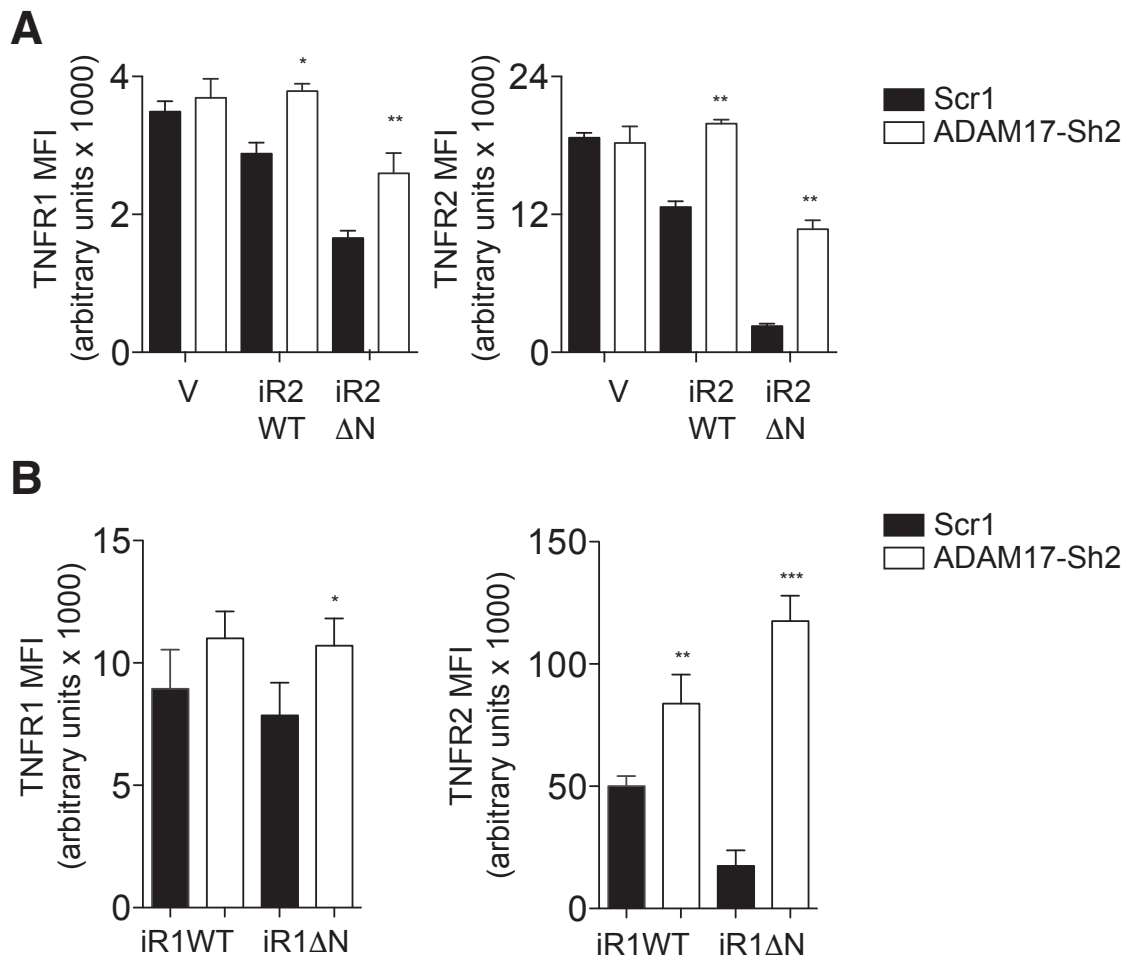 A
TNFR1 MFI
(arbitrary units x 1000)
4
2
0
*
**
V
iR2
WT
iR2
ΔN
TNFR2 MFI
(arbitrary units x 1000)
24
12
0
**
**
V
iR2
WT
iR2
ΔN
Scr1
ADAM17-Sh2
B
TNFR1 MFI
(arbitrary units x 1000)
15
10
5
0
*
iR1WT
iR1ΔN
TNFR2 MFI
(arbitrary units x 1000)
150
100
50
0
**
***
iR1WT
iR1ΔN
Scr1
ADAM17-Sh2